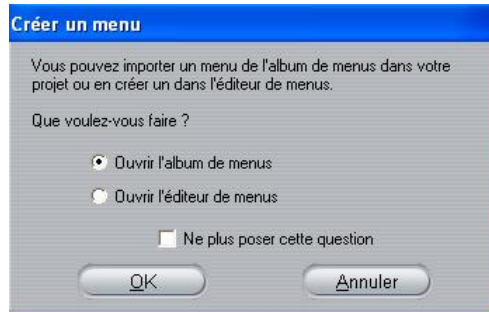 Créer un menu
Vous pouvez importer un menu de l'album de menus dans votre
projet ou en créer un dans l'éditeur de menus.
Que voulez-vous faire ?
Ouvrir l'album de menus
Ouvrir l'éditeur de menus
Ne plus poser cette question
OK Annuler